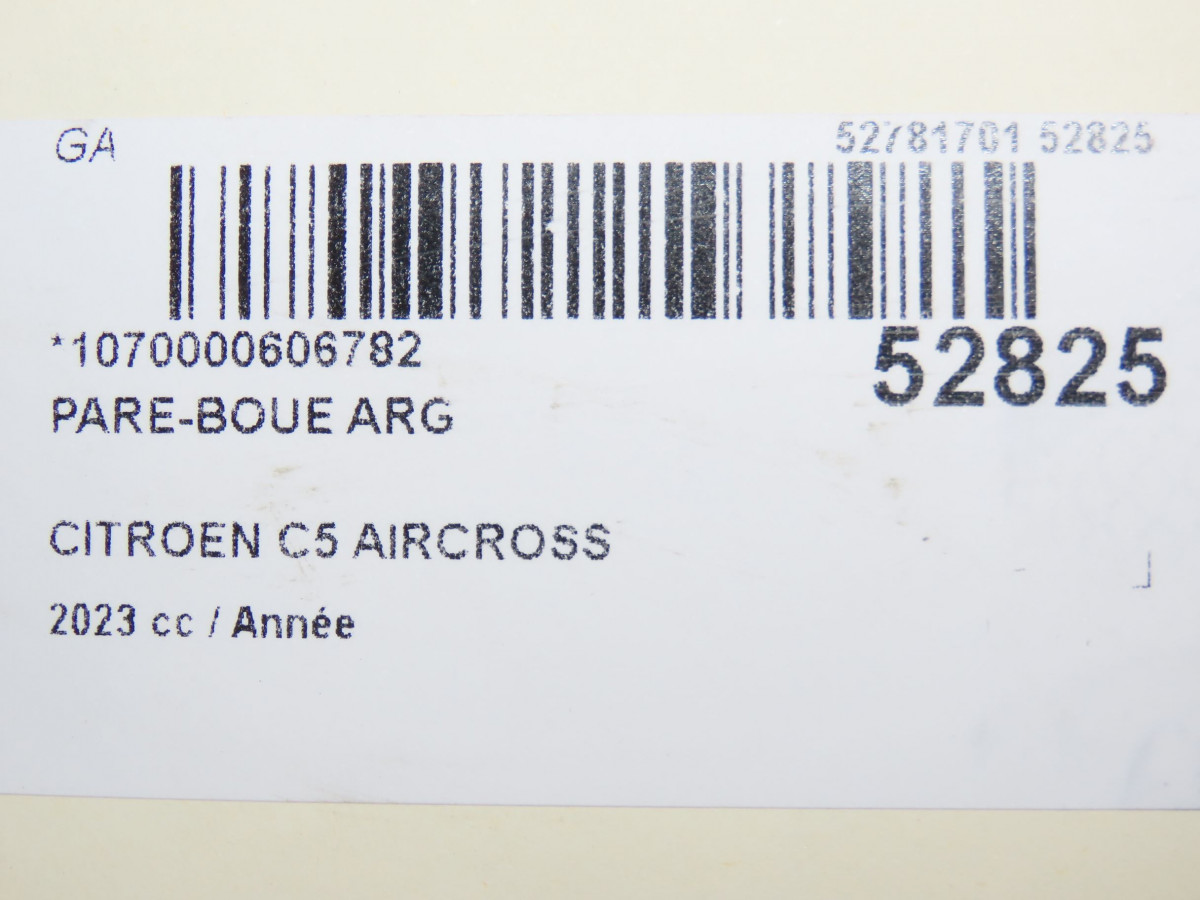 GA
52781701 52825
*1070000606782
52825
PARE-BOUE ARG
CITROEN C5 AIRCROSS
2023 cc / Année